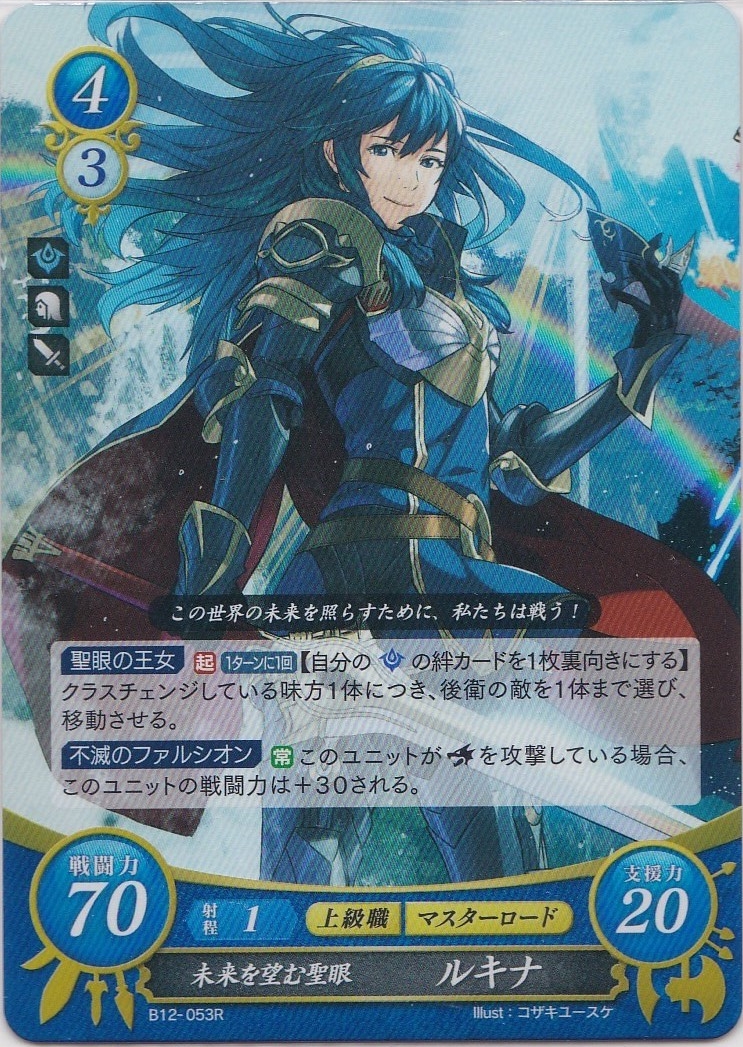 4
3
この世界の未来を照らすために、私たちは戦う！
聖眼の王女 起 1ターンに1回【自分の の絆カードを1枚裏向きにする】
クラスチェンジしている味方1体につき、後衛の敵を1体まで選び、
移動させる。
不滅のファルシオン 常 このユニットが を攻撃している場合、
このユニットの戦闘力は＋30される。
戦闘力
70
射程 1
上級職 マスターロード
支援力
20
未来を望む聖眼 ルキナ
B12-053R
Illust：コザキユースケ